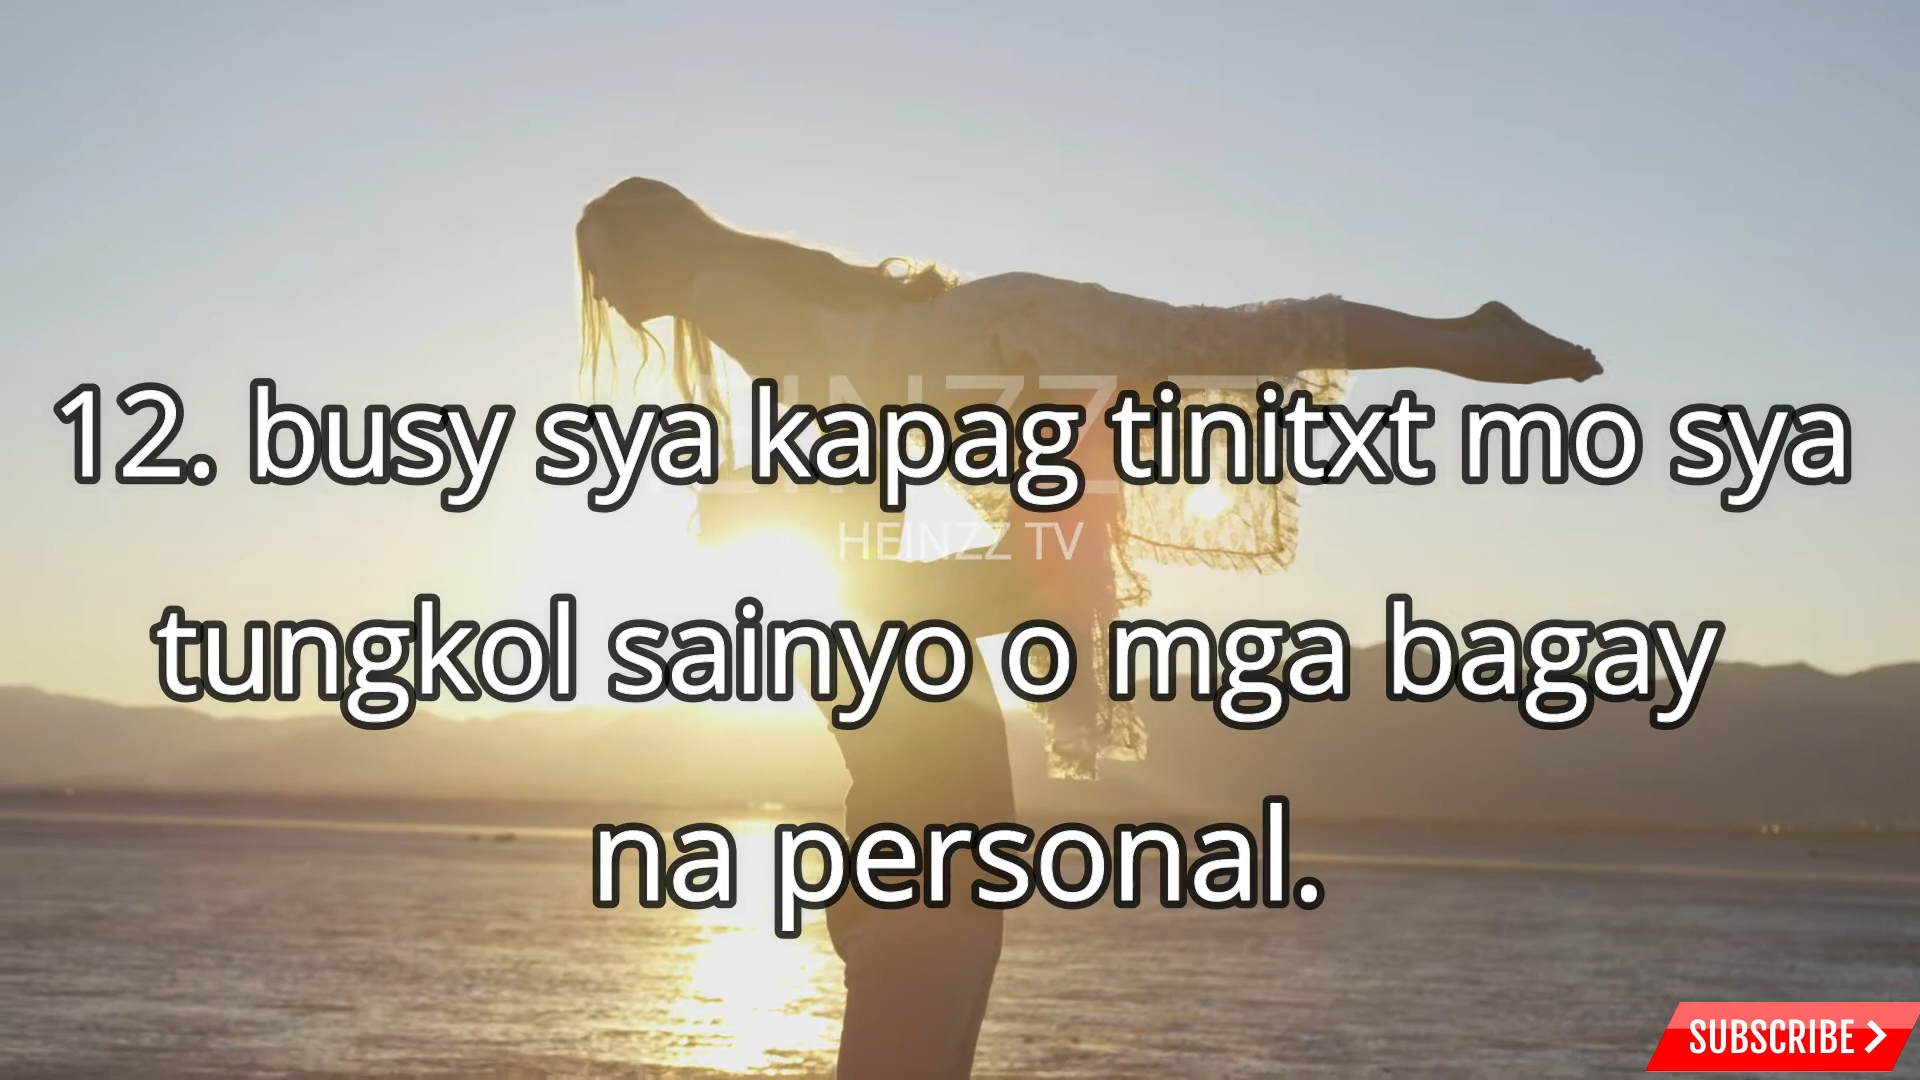 12. busy sya kapag tinitxt mo sya
HEINZZ TV
tungkol sainyo o mga bagay
na personal.
SUBSCRIBE